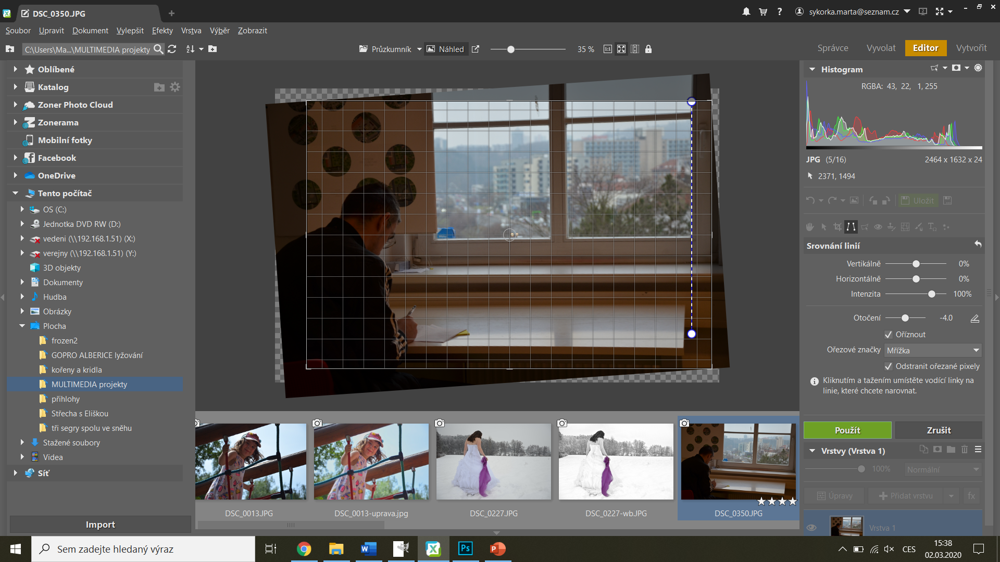 DSC_0350.JPG
sykorka.marta@seznam.cz
Soubor Upravit Dokument Vylepšit Efekty Vrstva Výběr Zobrazit
C:\Users\Ma...\MULTIMEDIA projekty
Průzkumník Náhled 35 %
Správce Vyvolat Editor Vytvořit
Oblíbené
Katalog
Zoner Photo Cloud
Zonerama
Mobilní fotky
Facebook
OneDrive
Tento počítač
OS (C:)
Jednotka DVD RW (D:)
vedeni (\\192.168.1.51) (X:)
verejny (\\192.168.1.51) (Y:)
3D objekty
Dokumenty
Hudba
Obrázky
Plocha
frozen2
GOPRO ALBERICE lyžování
kořeny a kridla
MULTIMEDIA projekty
přihlohy
Střecha s Eliškou
tři segry spolu ve sněhu
Stažené soubory
Videa
Síť
Import
Histogram
RGBA: 43, 22, 1, 255
JPG (5/16) 2464 x 1632 x 24
2371, 1494
Uložit
Srovnání linií
Vertikálně 0%
Horizontálně 0%
Intenzita 100%
Otočení -4.0
Oříznout
Ořezové značky Mřížka
Odstranit ořezané pixely
Kliknutím a tažením umístěte vodící linky na
linie, které chcete narovnat.
Použít Zrušit
Vrstvy (Vrstva 1)
100% Normální
Úpravy Přidat vrstvu fx
Vrstva 1
DSC_0013.JPG DSC_0013-uprava.jpg DSC_0227.JPG DSC_0227-wb.JPG DSC_0350.JPG
Sem zadejte hledaný výraz
CES
15:38
02.03.2020